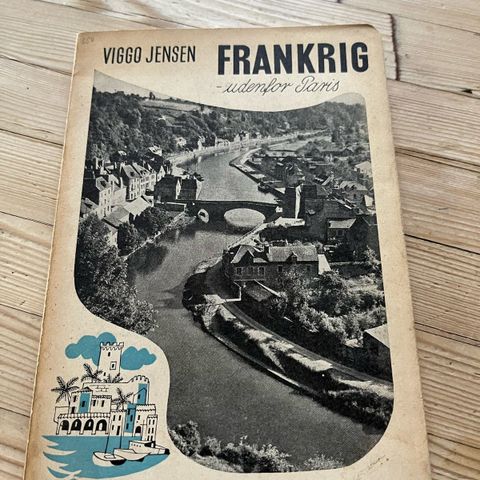 VIGGO JENSEN
FRANKRIG
-udenfor Paris